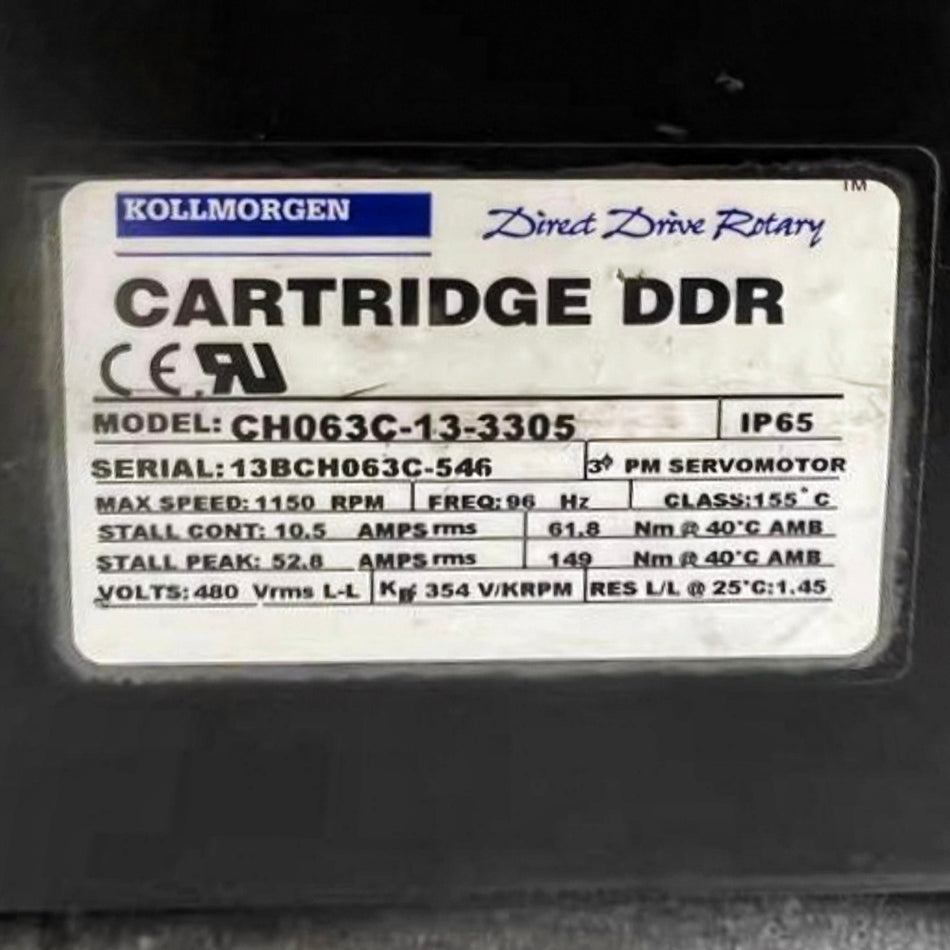 TM
KOLLMORGEN Direct Drive Rotary
CARTRIDGE DDR
CE RU
MODEL: CH063C-13-3305 IP65
SERIAL: 13BCH063C-546 3ϕ PM SERVOMOTOR
MAX SPEED: 1150 RPM FREQ: 96 Hz CLASS:155°C
STALL CONT: 10.5 AMPS rms 61.8 Nm @ 40°C AMB
STALL PEAK: 52.8 AMPS rms 149 Nm @ 40°C AMB
VOLTS: 480 Vrms L-L K 354 V/KRPM RES L/L @ 25°C:1.45